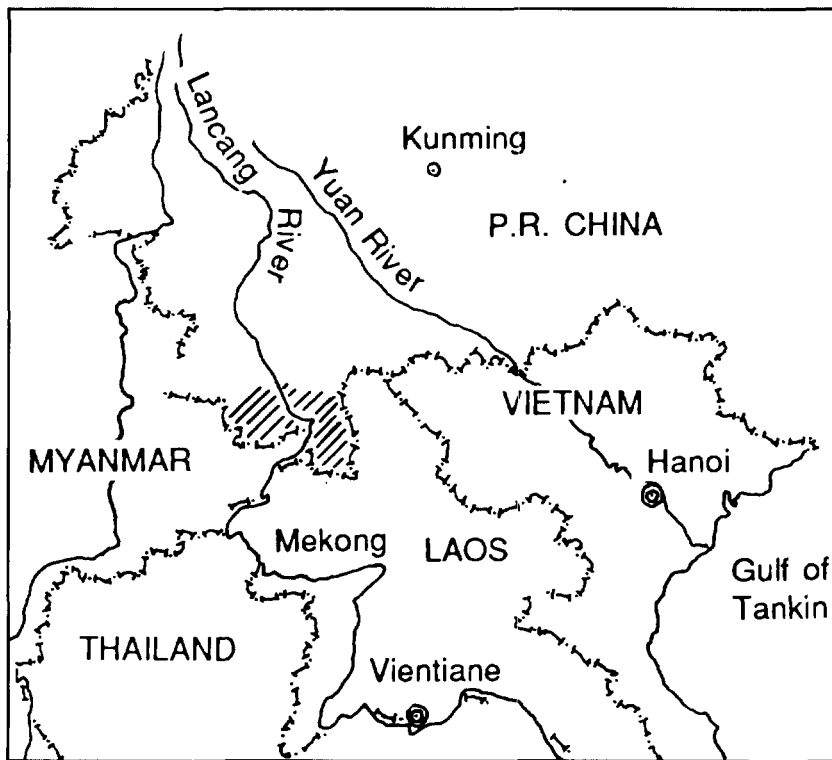 Lancang
River
Yuan River
Kunming
P.R. CHINA
VIETNAM
MYANMAR
Hanoi
Mekong
LAOS
Gulf of
Tankin
THAILAND
Vientiane